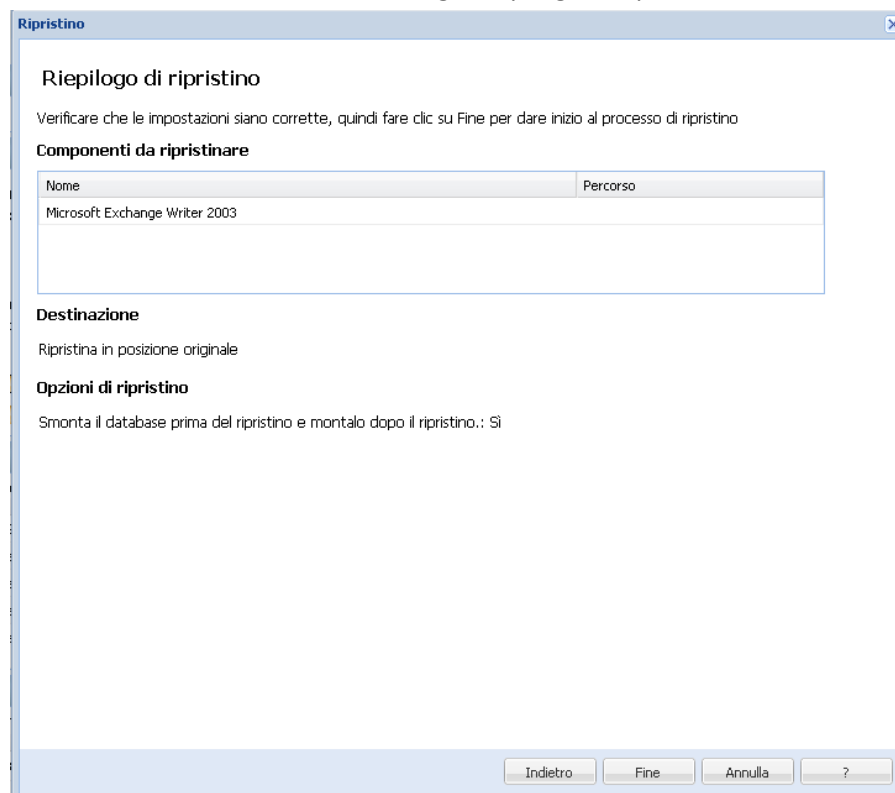 Ripristino
Riepilogo di ripristino
Verificare che le impostazioni siano corrette, quindi fare clic su Fine per dare inizio al processo di ripristino
Componenti da ripristinare
Nome Percorso
Microsoft Exchange Writer 2003
Destinazione
Ripristina in posizione originale
Opzioni di ripristino
Smonta il database prima del ripristino e montalo dopo il ripristino.: Sì
Indietro Fine Annulla ?